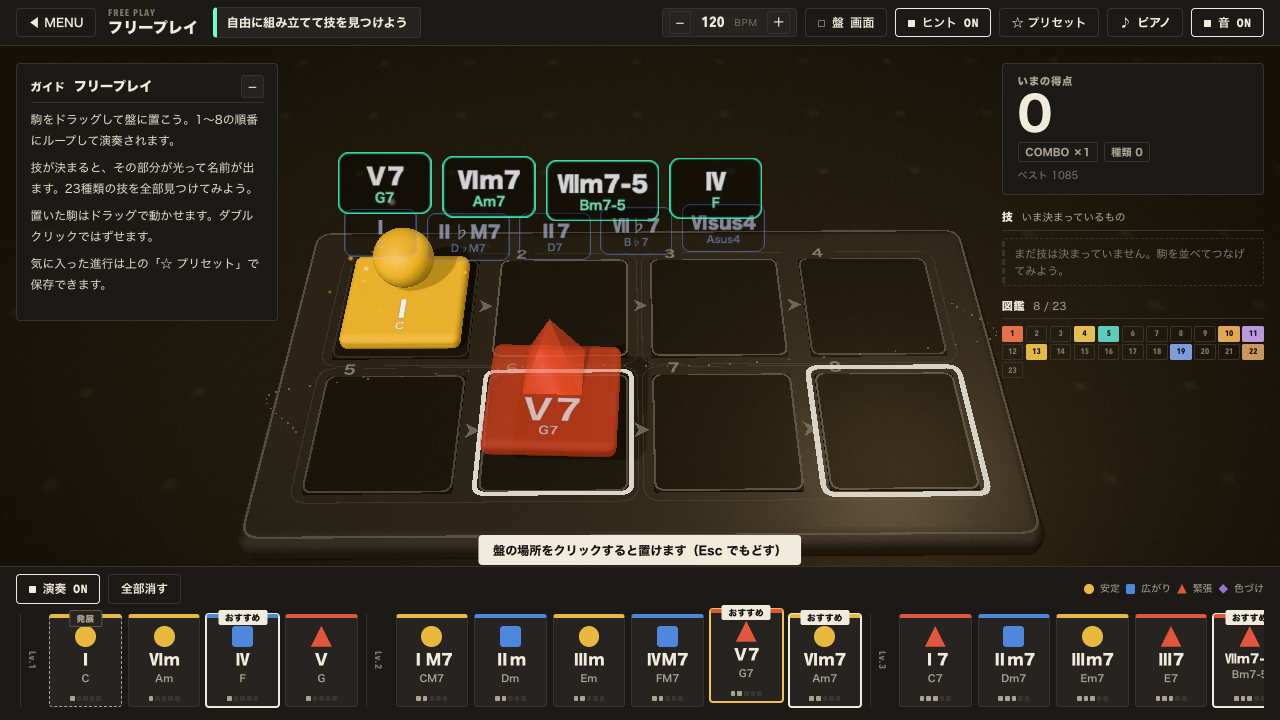 ◀ MENU
FREE PLAY
フリープレイ
自由に組み立てて技を見つけよう
− 120 BPM +
盤 画面
ヒント ON
☆ プリセット
♪ ピアノ
音 ON
ガイド フリープレイ
−
駒をドラッグして盤に置こう。1〜8の順番
にループして演奏されます。
技が決まると、その部分が光って名前が出
ます。23種類の技を全部見つけてみよう。
置いた駒はドラッグで動かせます。ダブル
クリックではずせます。
気に入った進行は上の「☆ プリセット」で
保存できます。
いまの得点
0
COMBO ×1 種類 0
ベスト 1085
技 いま決まっているもの
まだ技は決まっていません。駒を並べてつなげ
てみよう。
図鑑 8 / 23
1 2 3 4 5 6 7 8 9 10 11
12 13 14 15 16 17 18 19 20 21 22
23
Ⅴ7
G7
Ⅵm7
Am7
Ⅶm7-5
Bm7-5
Ⅳ
F
Ⅰ
Ⅱ♭M7
D♭M7
Ⅱ7
D7
Ⅶ♭7
B♭7
Ⅵsus4
Asus4
2 3 4
Ⅰ
C
5 6 7 8
Ⅴ7
G7
盤の場所をクリックすると置けます（Esc でもどす）
演奏 ON
全部消す
安定 広がり 緊張 色づけ
Lv.1
発展
Ⅰ
C
Ⅵm
Am
おすすめ
Ⅳ
F
Ⅴ
G
Lv.2
ⅠM7
CM7
Ⅱm
Dm
Ⅲm
Em
ⅣM7
FM7
おすすめ
Ⅴ7
G7
おすすめ
Ⅵm7
Am7
Lv.3
Ⅰ7
C7
Ⅱm7
Dm7
Ⅲm7
Em7
Ⅲ7
E7
おすすめ
Ⅶm7-
Bm7-5